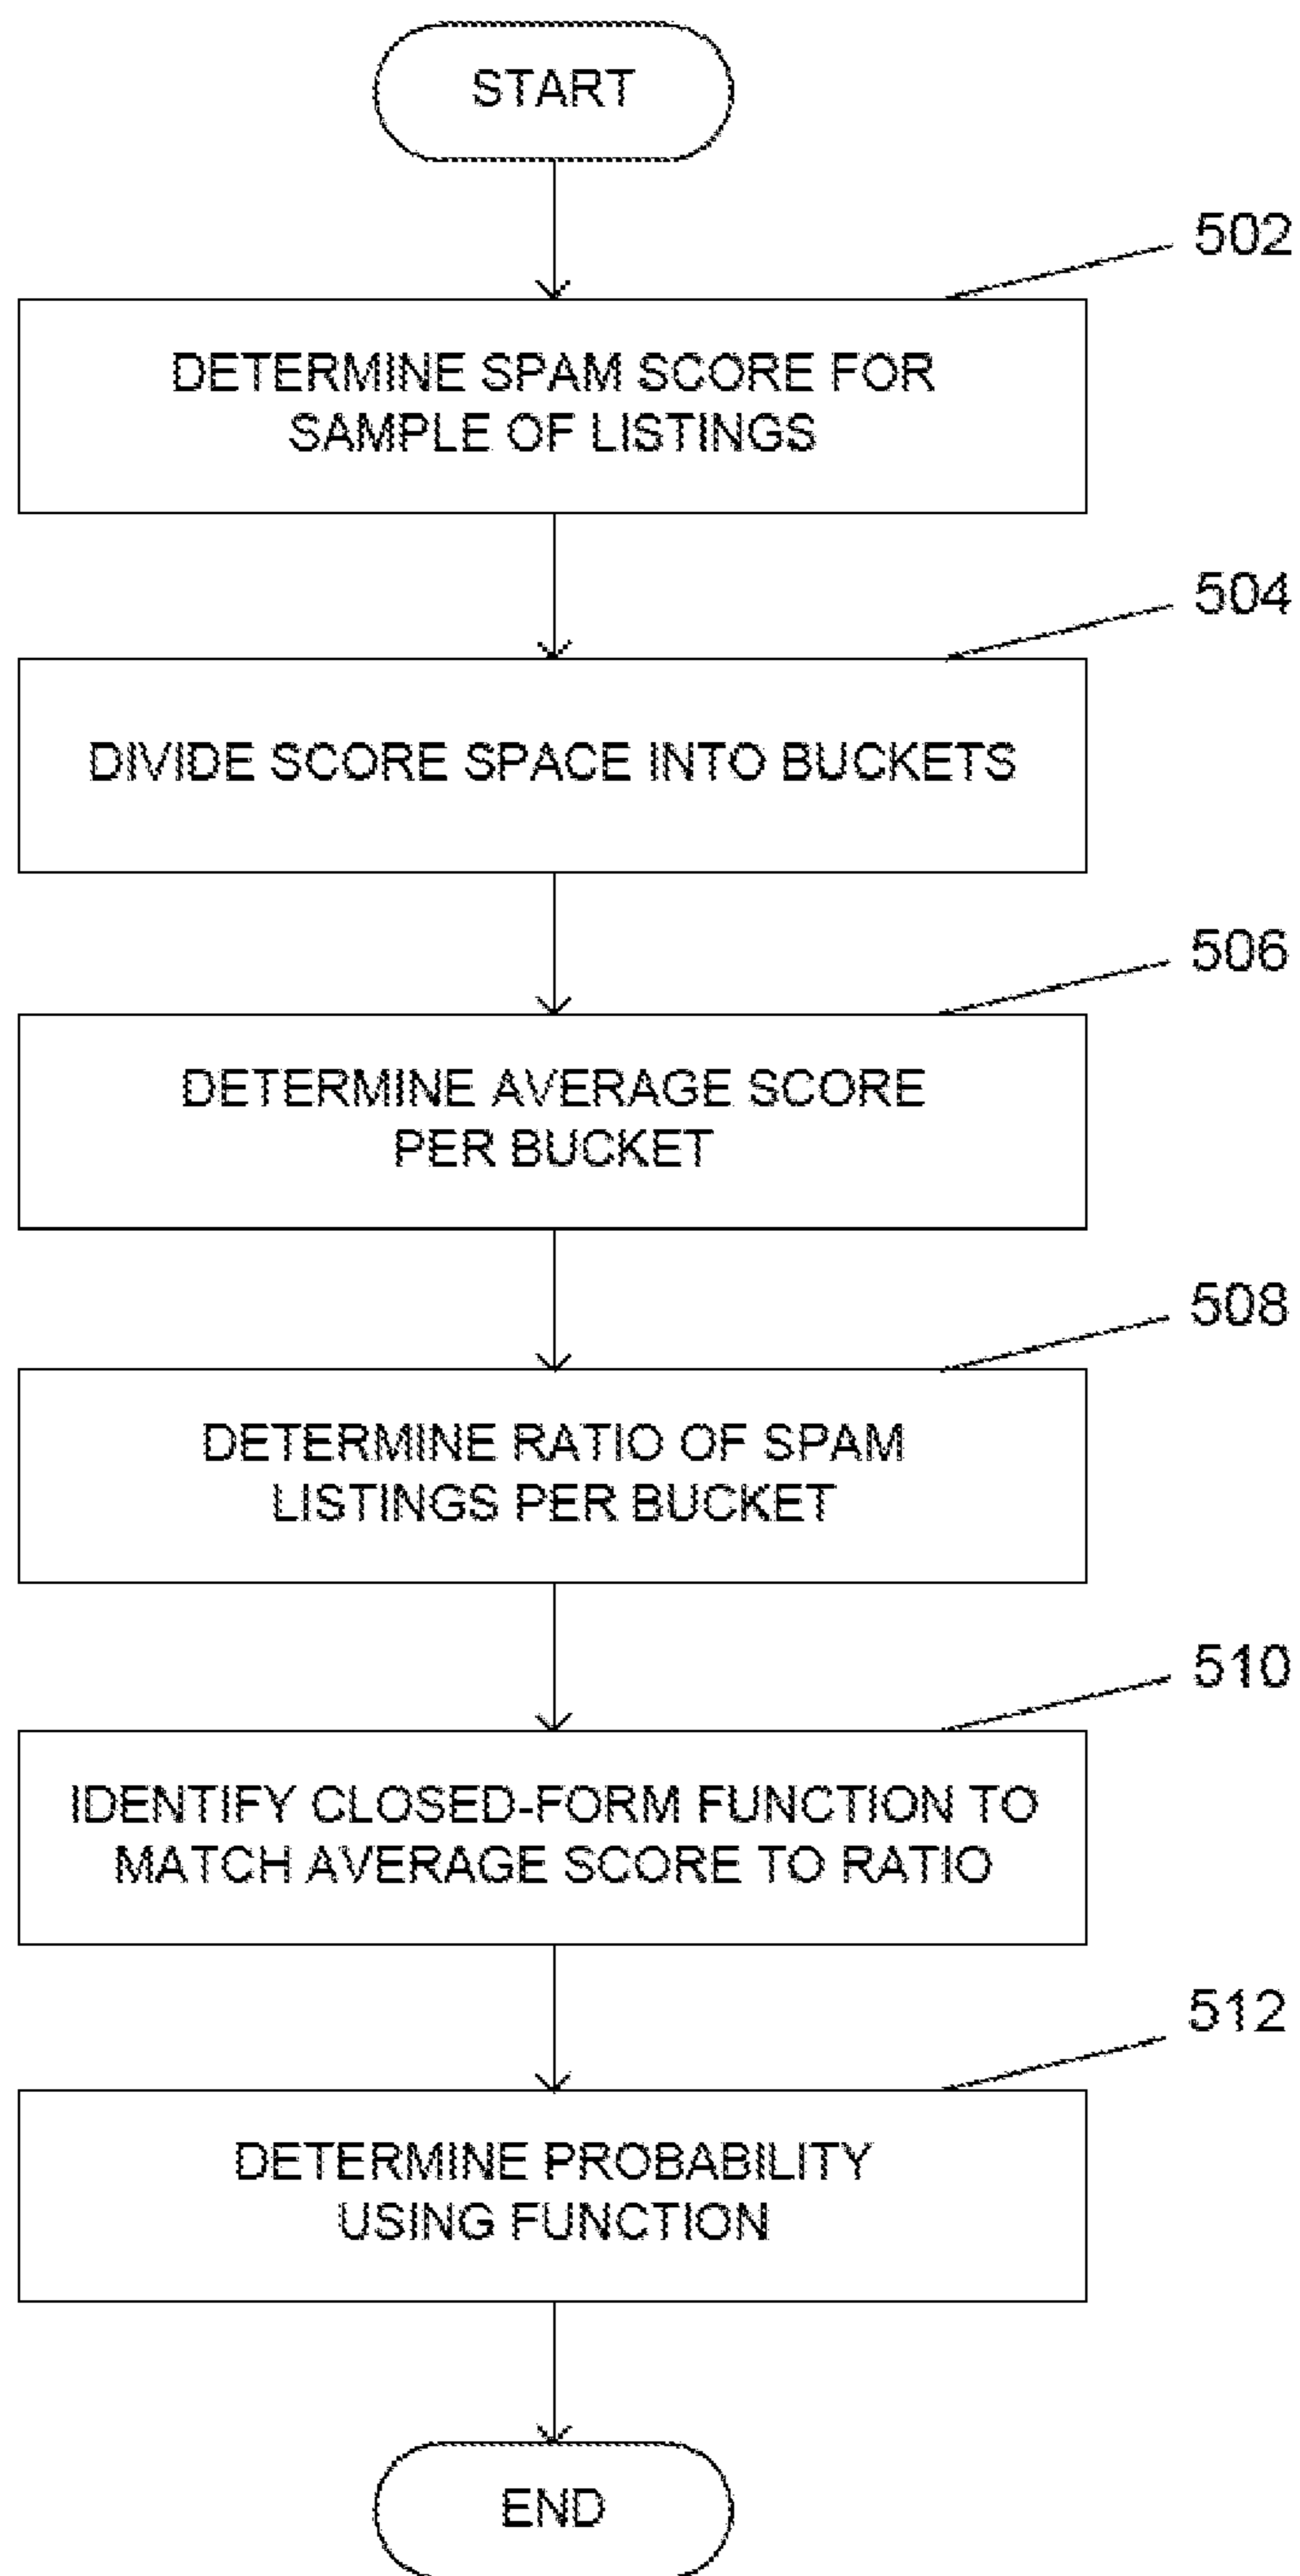 START
502
DETERMINE SPAM SCORE FOR
SAMPLE OF LISTINGS
504
DIVIDE SCORE SPACE INTO BUCKETS
506
DETERMINE AVERAGE SCORE
PER BUCKET
508
DETERMINE RATIO OF SPAM
LISTINGS PER BUCKET
510
IDENTIFY CLOSED-FORM FUNCTION TO
MATCH AVERAGE SCORE TO RATIO
512
DETERMINE PROBABILITY
USING FUNCTION
END